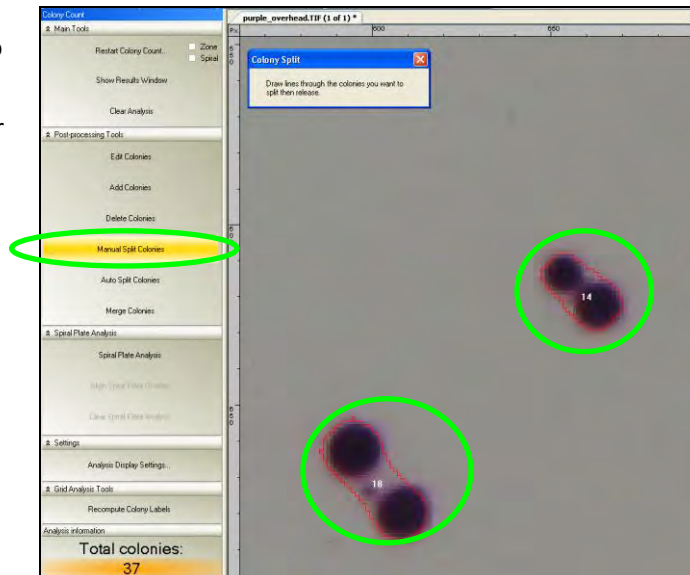 Colony Count
Main Tools
Restart Colony Count...
Zone
Spiral
Show Results Window
Clear Analysis
Post-processing Tools
Edit Colonies
Add Colonies
Delete Colonies
Manual Split Colonies
Auto Split Colonies
Merge Colonies
Spiral Plate Analysis
Spiral Plate Analysis
Settings
Analysis Display Settings...
Grid Analysis Tools
Recompute Colony Labels
Analysis information
Total colonies:
37
purple_overhead.TIF (1 of 1) *
Px
600
650
Colony Split
Draw lines through the colonies you want to
split then release.
14
18